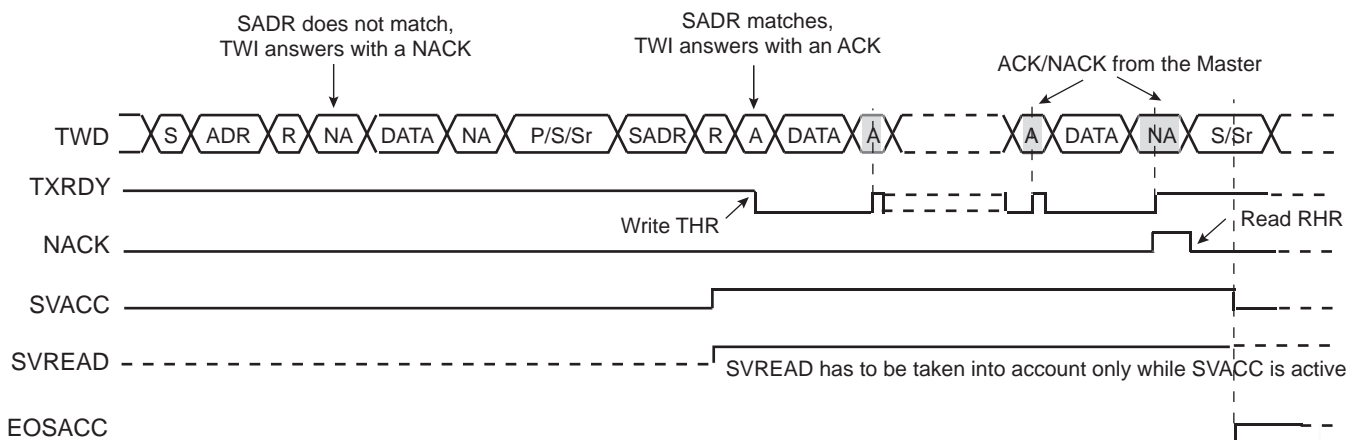 SADR does not match,
TWI answers with a NACK
SADR matches,
TWI answers with an ACK
ACK/NACK from the Master
TWD S ADR R NA DATA NA P/S/Sr SADR R A DATA A A DATA NA S/Sr
TXRDY
Write THR
Read RHR
NACK
SVACC
SVREAD
SVREAD has to be taken into account only while SVACC is active
EOSACC